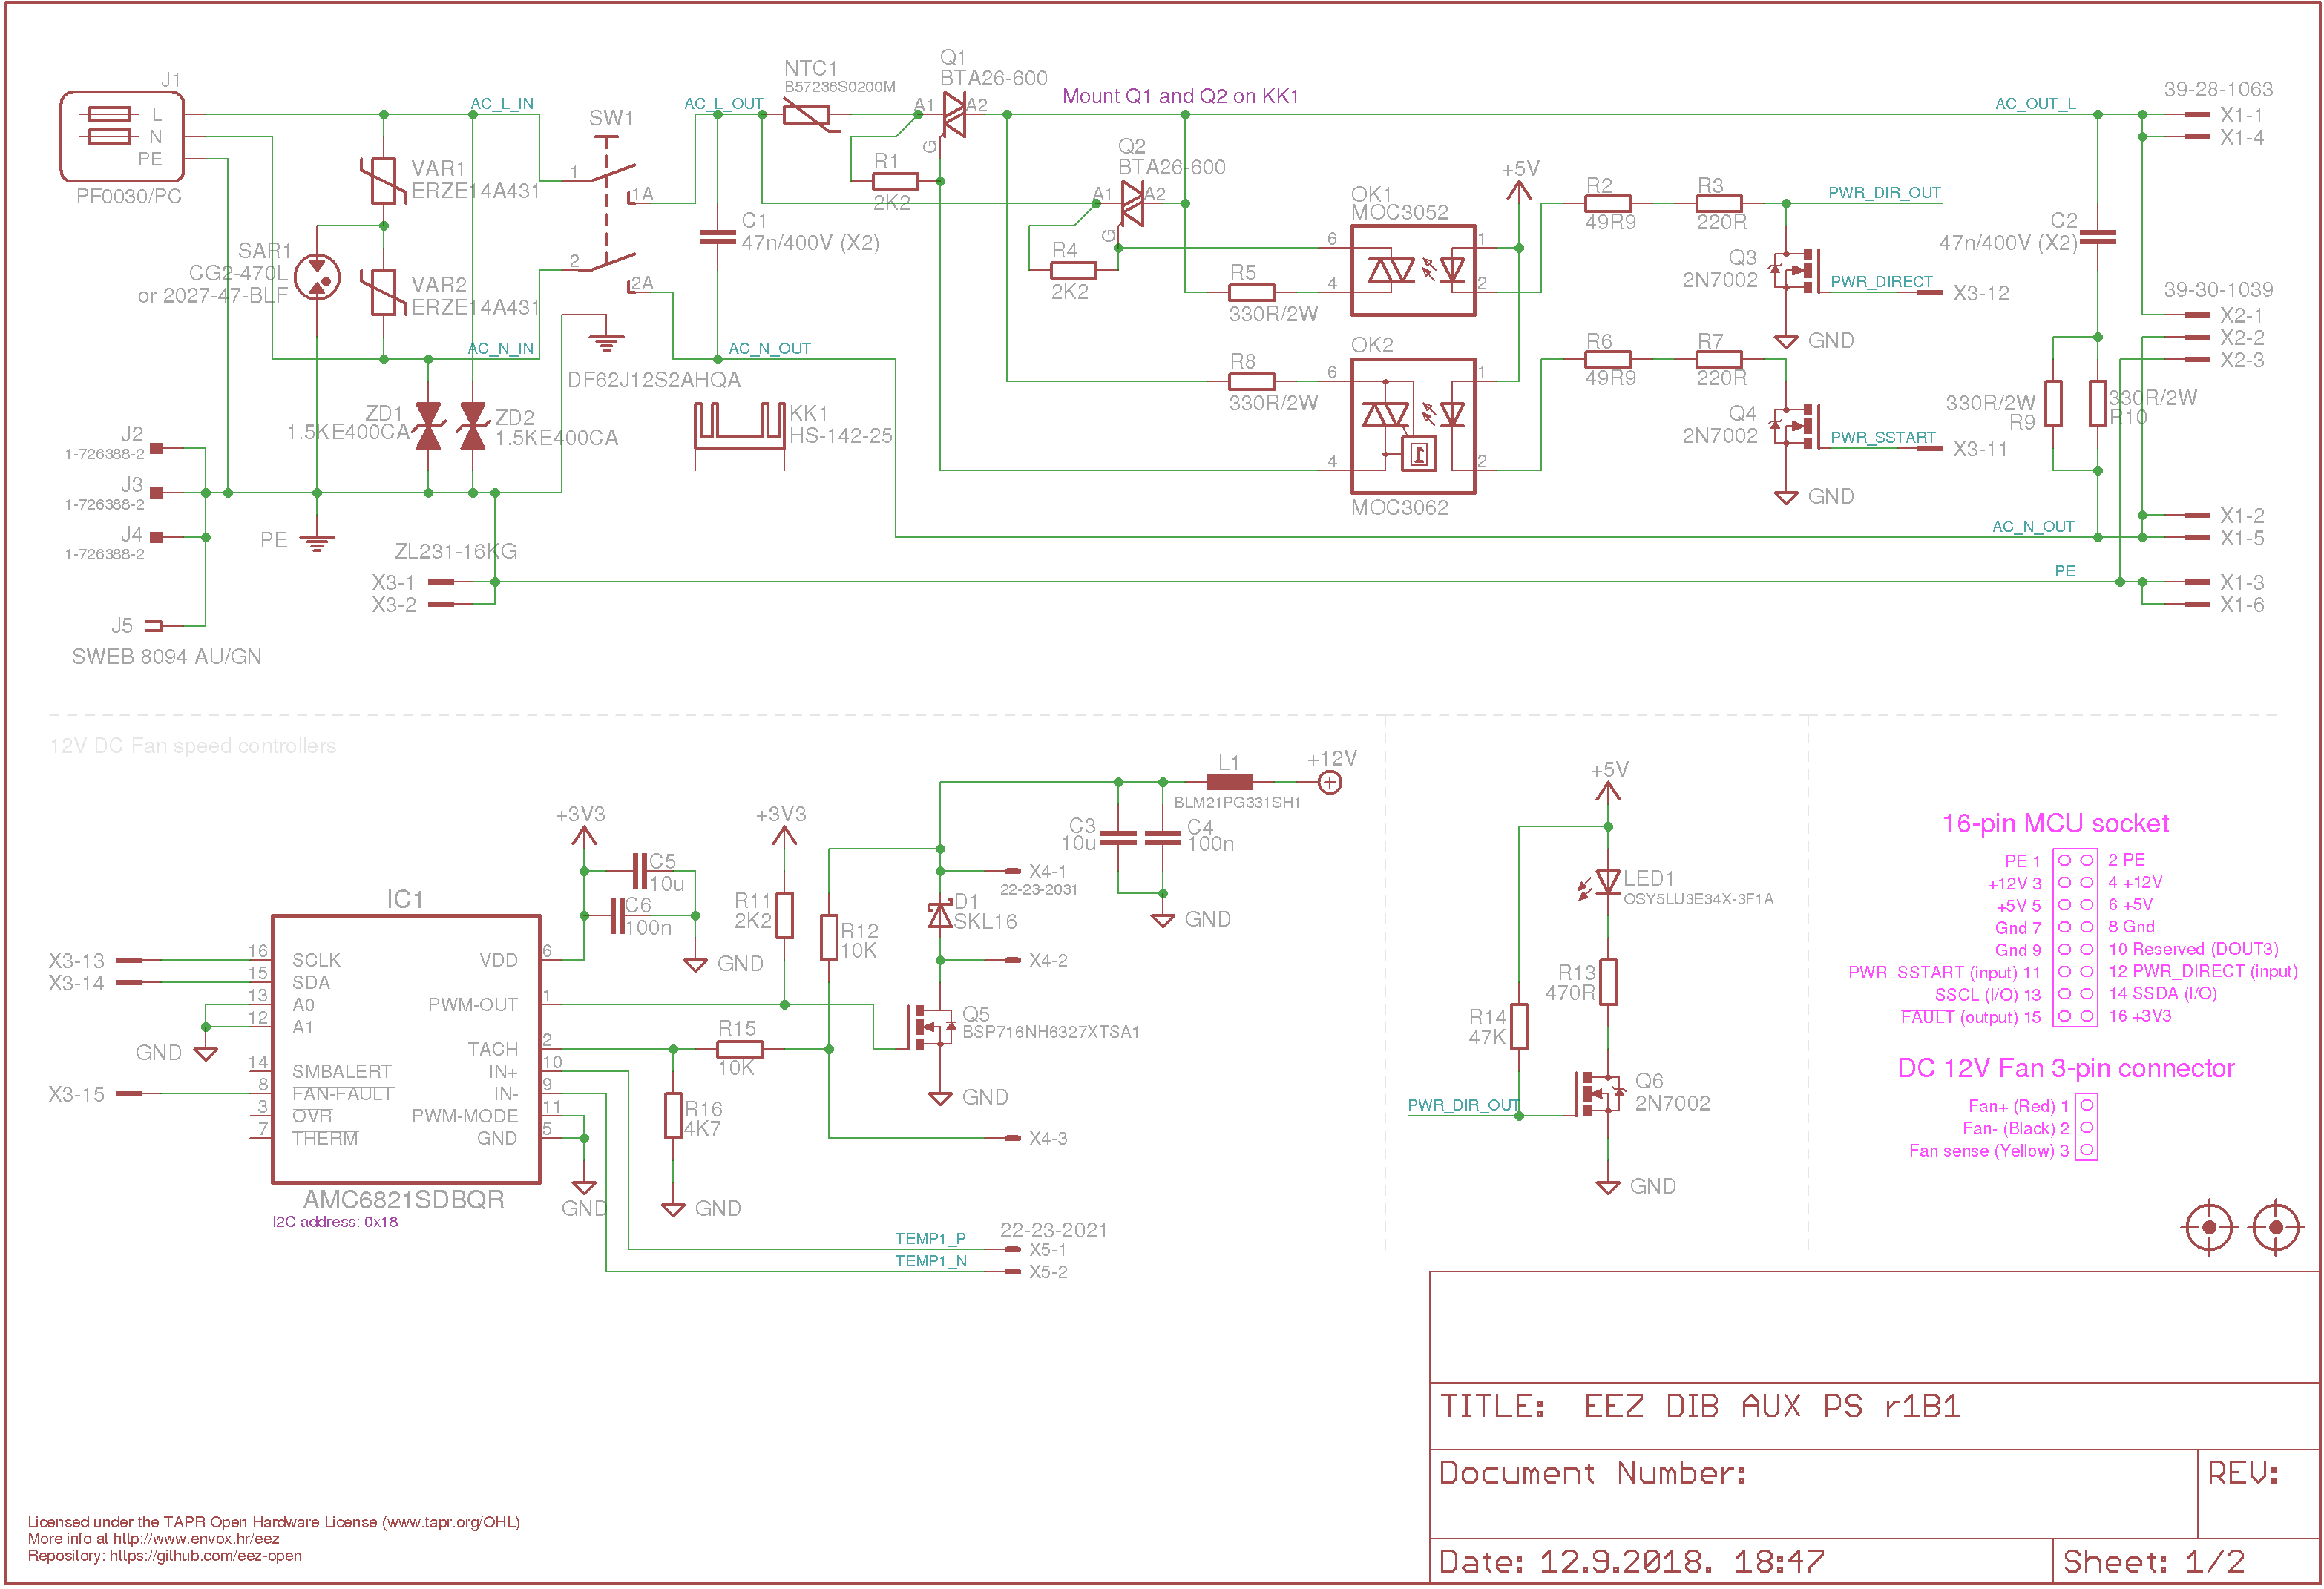 J1
L
N
PE
PF0030/PC
AC_L_IN
VAR1
ERZE14A431
SAR1
CG2-470L
or 2027-47-BLF
VAR2
ERZE14A431
AC_N_IN
SW1
1
1A
2
2A
DF62J12S2AHQA
ZD1
1.5KE400CA
ZD2
1.5KE400CA
KK1
HS-142-25
J2
1-726388-2
J3
1-726388-2
J4
1-726388-2
J5
SWEB 8094 AU/GN
PE
ZL231-16KG
X3-1
X3-2
AC_L_OUT
NTC1
B57236S0200M
Q1
BTA26-600
A1
A2
G
R1
2K2
C1
47n/400V (X2)
AC_N_OUT
Mount Q1 and Q2 on KK1
Q2
BTA26-600
A1
A2
G
R4
2K2
R5
330R/2W
R8
330R/2W
OK1
MOC3052
6
4
1
2
OK2
6
4
1
2
MOC3062
+5V
R2
49R9
R3
220R
PWR_DIR_OUT
Q3
2N7002
PWR_DIRECT
X3-12
GND
R6
49R9
R7
220R
Q4
2N7002
PWR_SSTART
X3-11
GND
AC_OUT_L
39-28-1063
X1-1
X1-4
C2
47n/400V (X2)
39-30-1039
X2-1
X2-2
X2-3
330R/2W
R9
330R/2W
R10
AC_N_OUT
X1-2
X1-5
PE
X1-3
X1-6
12V DC Fan speed controllers
IC1
X3-13
X3-14
16
SCLK
15
SDA
13
A0
12
A1
GND
14
SMBALERT
X3-15
8
FAN-FAULT
3
OVR
7
THERM
VDD
6
PWM-OUT
1
TACH
2
IN+
10
IN-
9
PWM-MODE
11
GND
5
AMC6821SDBQR
I2C address: 0x18
GND
+3V3
C5
10u
C6
100n
GND
+3V3
R11
2K2
R12
10K
R15
10K
R16
4K7
GND
X4-1
22-23-2031
D1
SKL16
X4-2
Q5
BSP716NH6327XTSA1
GND
X4-3
C3
10u
C4
100n
GND
L1
BLM21PG331SH1
+12V
TEMP1_P
TEMP1_N
22-23-2021
X5-1
X5-2
+5V
LED1
OSY5LU3E34X-3F1A
R13
470R
R14
47K
PWR_DIR_OUT
Q6
2N7002
GND
16-pin MCU socket
PE 1 2 PE
+12V 3 4 +12V
+5V 5 6 +5V
Gnd 7 8 Gnd
Gnd 9 10 Reserved (DOUT3)
PWR_SSTART (input) 11 12 PWR_DIRECT (input)
SSCL (I/O) 13 14 SSDA (I/O)
FAULT (output) 15 16 +3V3
DC 12V Fan 3-pin connector
Fan+ (Red) 1
Fan- (Black) 2
Fan sense (Yellow) 3
TITLE: EEZ DIB AUX PS r1B1
Document Number:
REV:
Date: 12.9.2018. 18:47
Sheet: 1/2
Licensed under the TAPR Open Hardware License (www.tapr.org/OHL)
More info at http://www.envox.hr/eez
Repository: https://github.com/eez-open